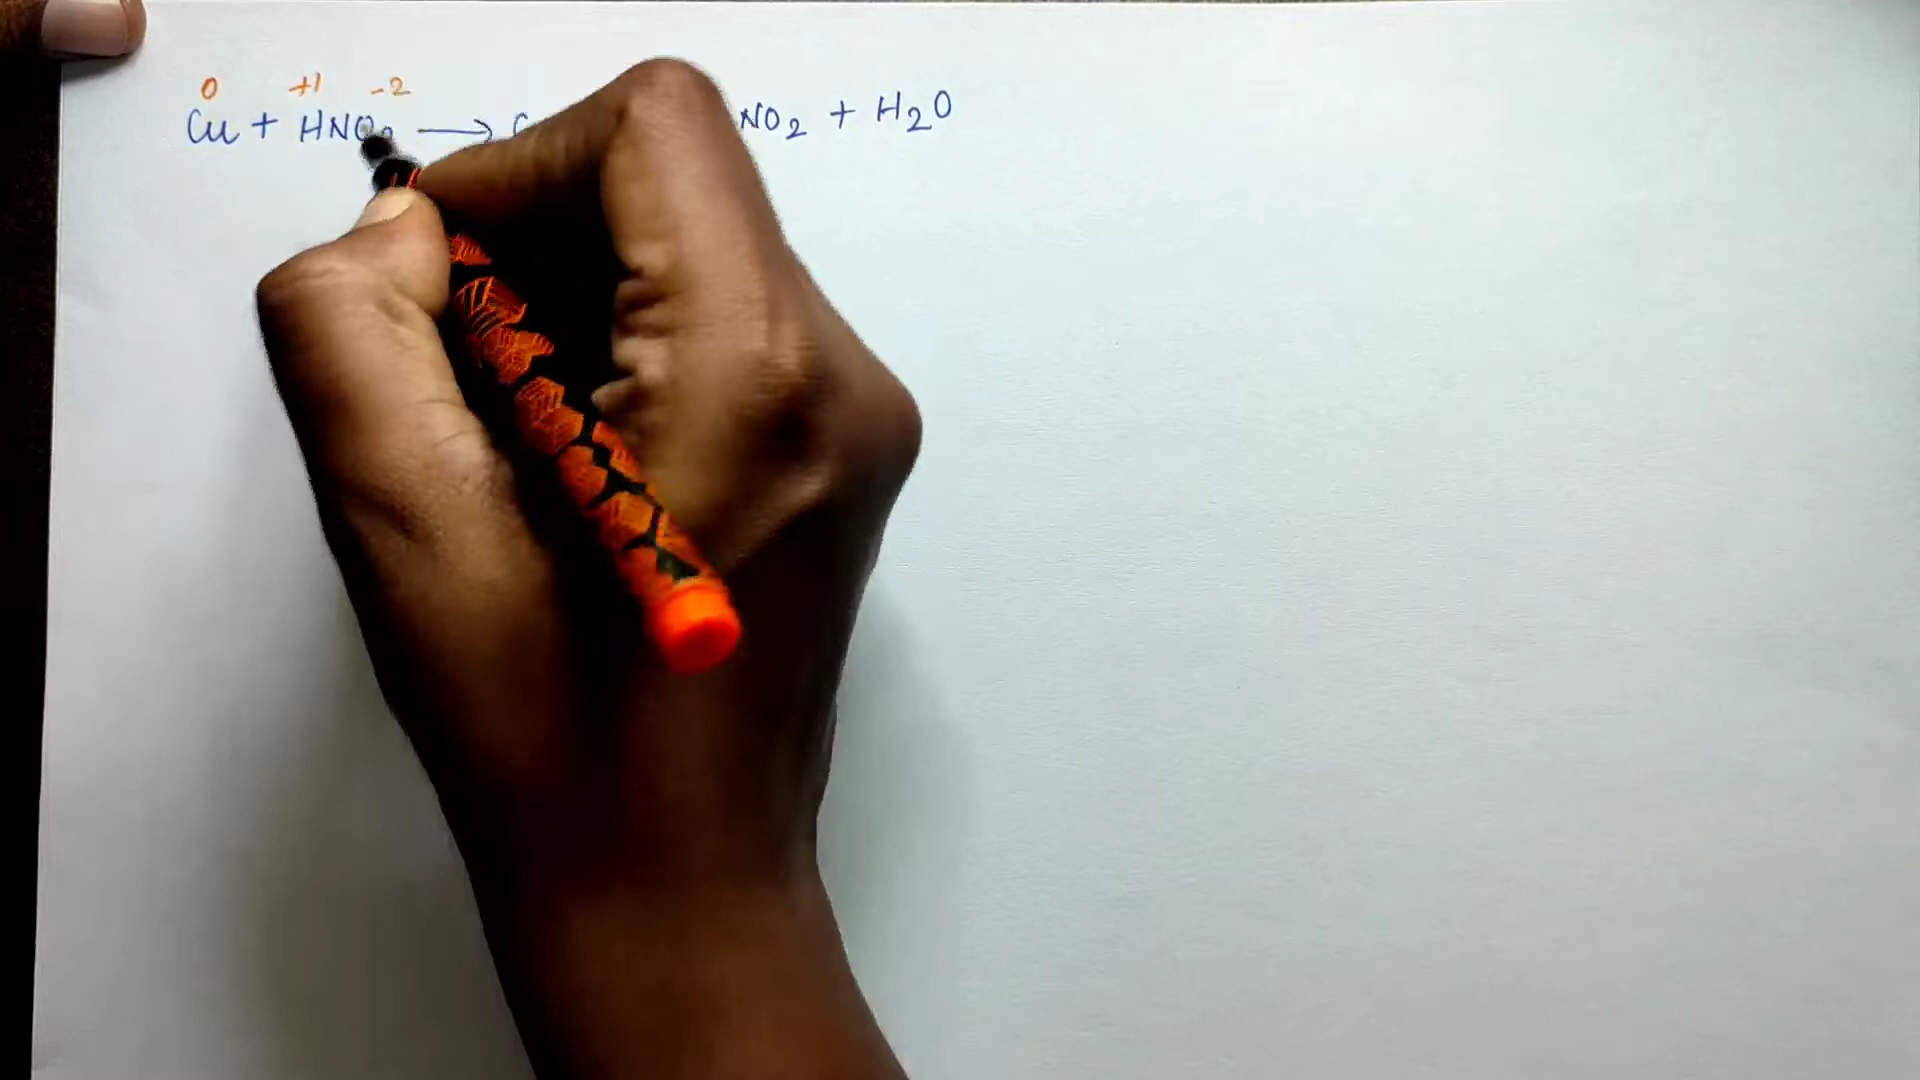 0 +1 -2
Cu + HNO → NO2 + H2O